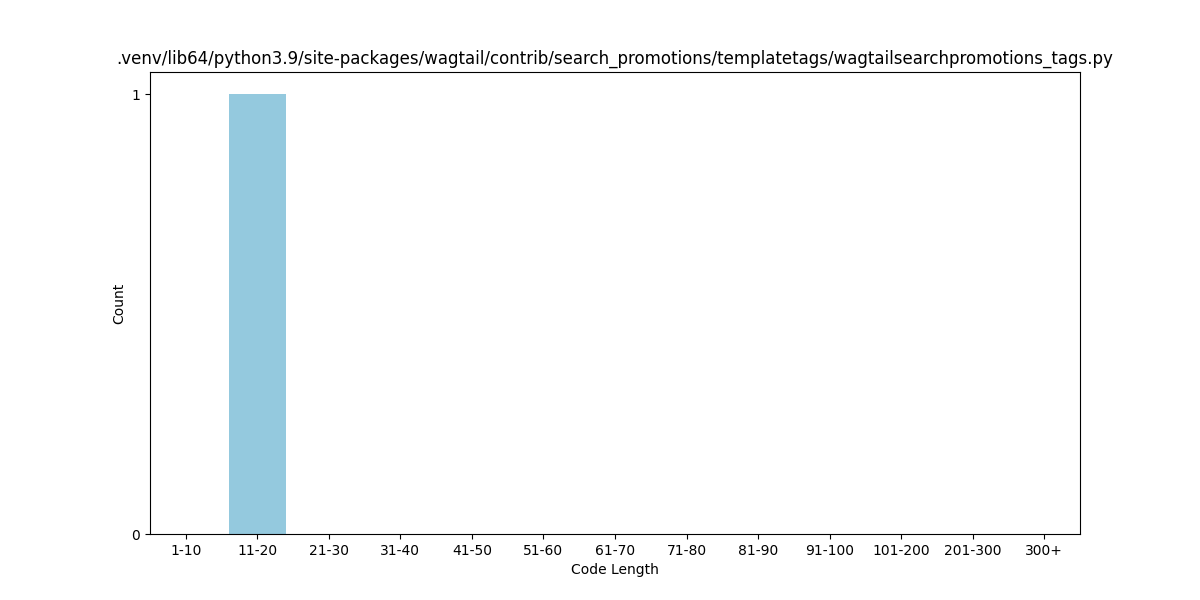 .venv/lib64/python3.9/site-packages/wagtail/contrib/search_promotions/templatetags/wagtailsearchpromotions_tags.py
1
Count
0
1-10 11-20 21-30 31-40 41-50 51-60 61-70 71-80 81-90 91-100 101-200 201-300 300+
Code Length